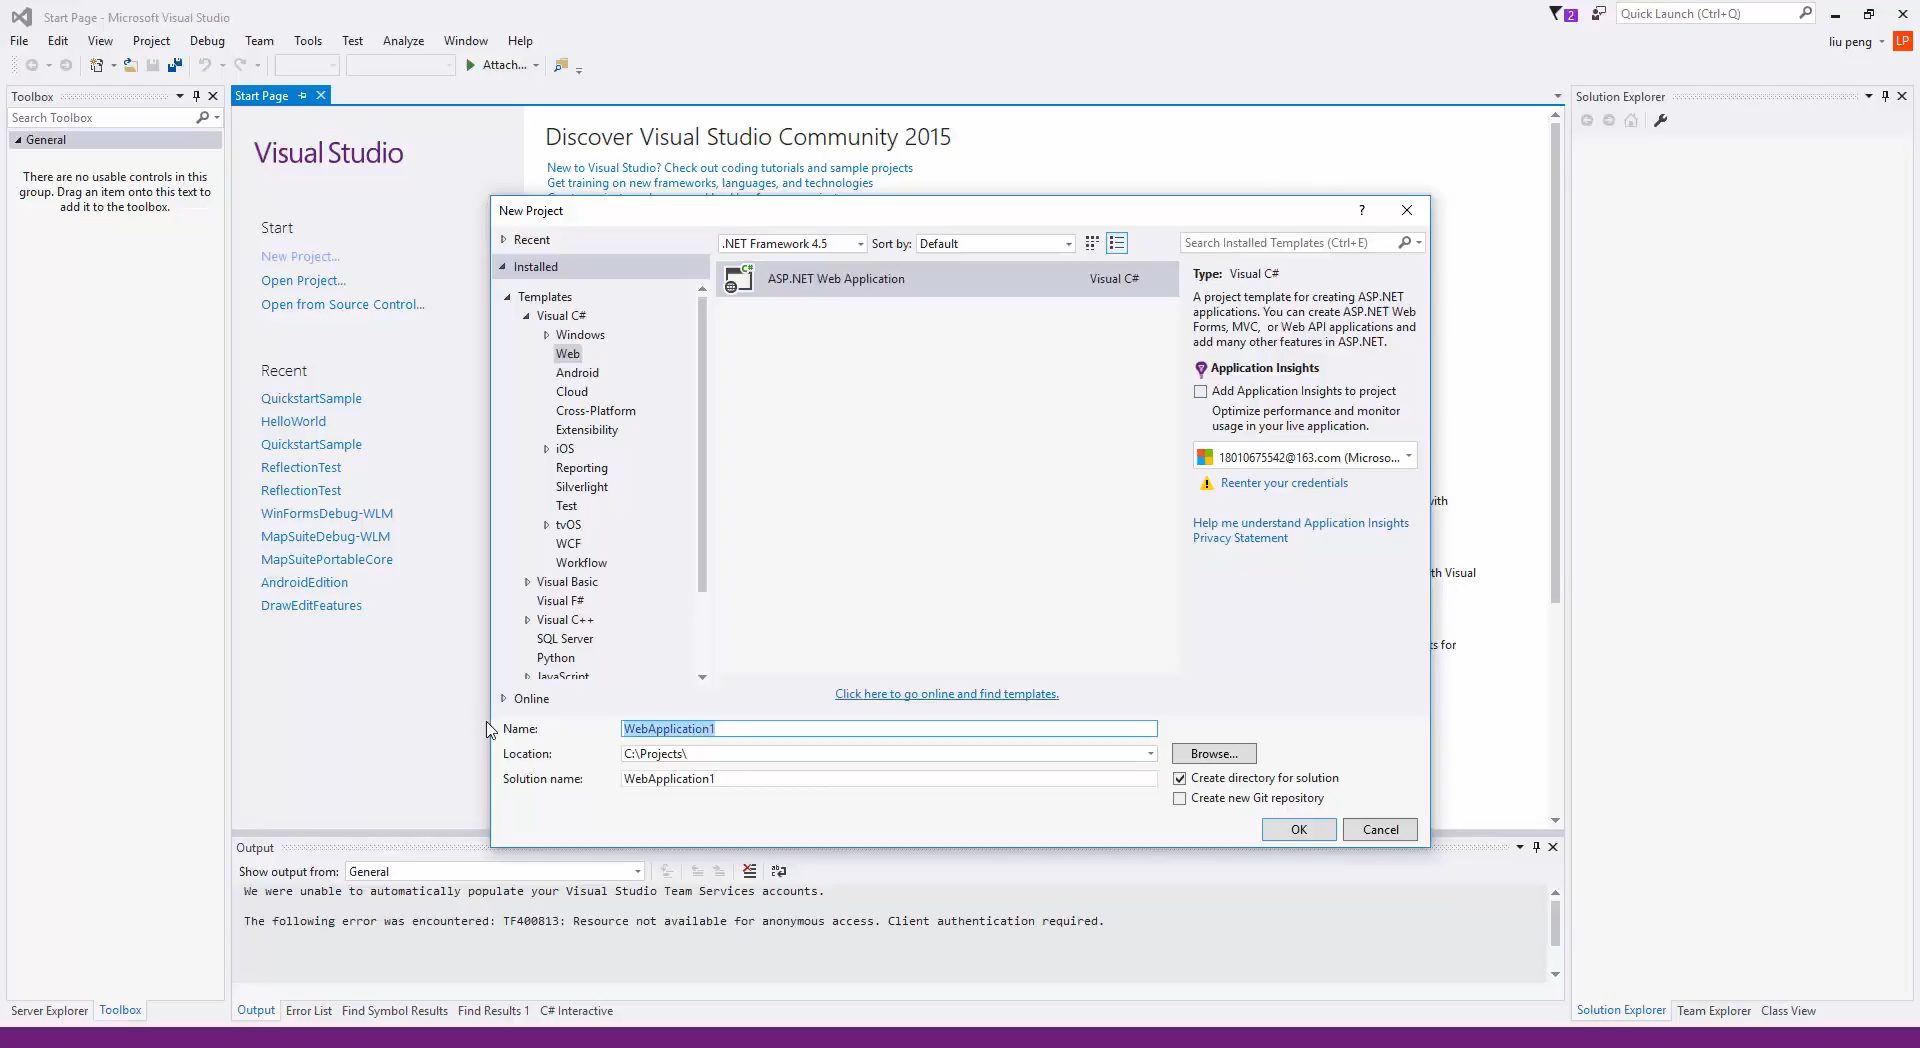 Start Page - Microsoft Visual Studio
2
Quick Launch (Ctrl+Q)
File Edit View Project Debug Team Tools Test Analyze Window Help
liu peng
LP
Attach...
Toolbox
Search Toolbox
General
There are no usable controls in this
group. Drag an item onto this text to
add it to the toolbox.
Start Page
Visual Studio
Start
New Project...
Open Project...
Open from Source Control...
Recent
QuickstartSample
HelloWorld
QuickstartSample
ReflectionTest
ReflectionTest
WinFormsDebug-WLM
MapSuiteDebug-WLM
MapSuitePortableCore
AndroidEdition
DrawEditFeatures
Discover Visual Studio Community 2015
New to Visual Studio? Check out coding tutorials and sample projects
Get training on new frameworks, languages, and technologies
New Project
?
Recent
Installed
Templates
Visual C#
Windows
Web
Android
Cloud
Cross-Platform
Extensibility
iOS
Reporting
Silverlight
Test
tvOS
WCF
Workflow
Visual Basic
Visual F#
Visual C++
SQL Server
Python
JavaScript
Online
.NET Framework 4.5
Sort by: Default
ASP.NET Web Application
Visual C#
Click here to go online and find templates.
Search Installed Templates (Ctrl+E)
Type: Visual C#
A project template for creating ASP.NET
applications. You can create ASP.NET Web
Forms, MVC, or Web API applications and
add many other features in ASP.NET.
Application Insights
Add Application Insights to project
Optimize performance and monitor
usage in your live application.
18010675542@163.com (Microso...
Reenter your credentials
Help me understand Application Insights
Privacy Statement
Name: WebApplication1
Location: C:\Projects\
Browse...
Solution name: WebApplication1
Create directory for solution
Create new Git repository
OK
Cancel
th Visual
ts for
Output
Show output from: General
We were unable to automatically populate your Visual Studio Team Services accounts.
The following error was encountered: TF400813: Resource not available for anonymous access. Client authentication required.
Server Explorer Toolbox
Output Error List Find Symbol Results Find Results 1 C# Interactive
Solution Explorer
Solution Explorer Team Explorer Class View